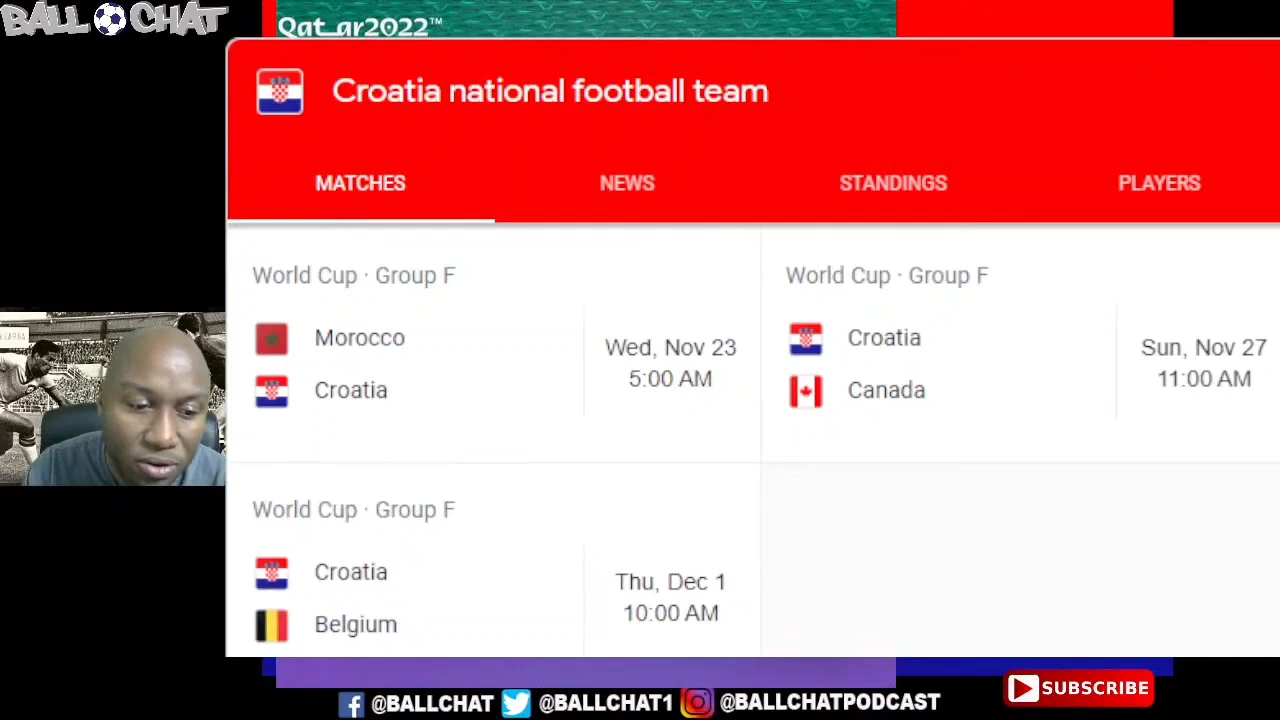 BALL CHAT
Qatar2022™
Croatia national football team
MATCHES
NEWS
STANDINGS
PLAYERS
World Cup · Group F
Morocco
Croatia
Wed, Nov 23
5:00 AM
World Cup · Group F
Croatia
Canada
Sun, Nov 27
11:00 AM
World Cup · Group F
Croatia
Belgium
Thu, Dec 1
10:00 AM
@BALLCHAT
@BALLCHAT1
@BALLCHATPODCAST
SUBSCRIBE